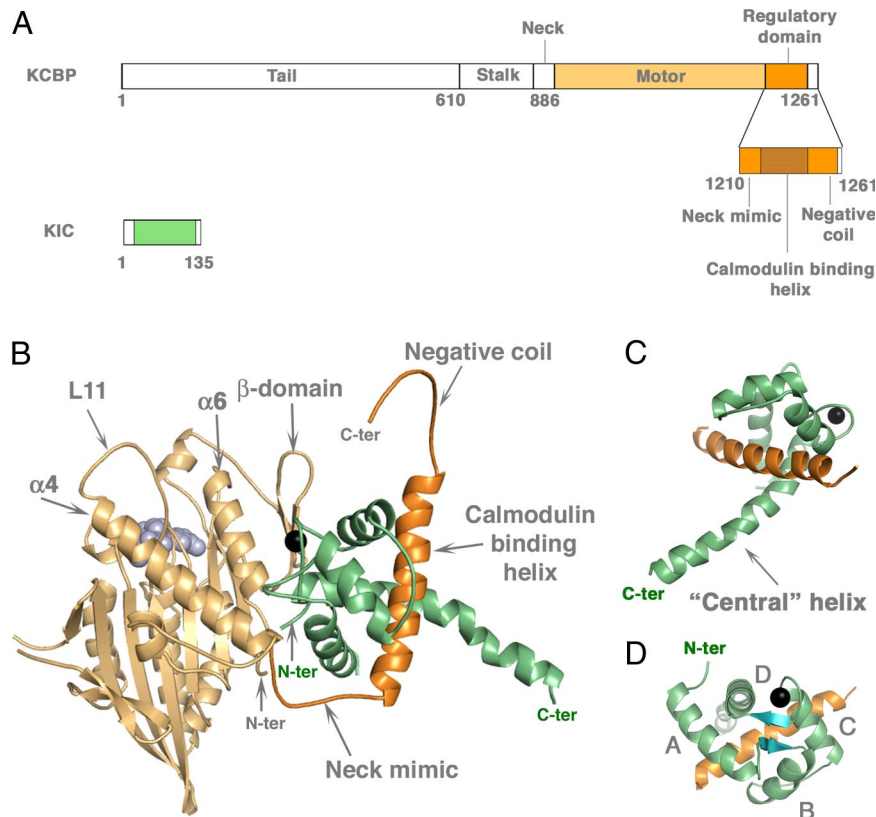 A
Neck
Regulatory
domain
KCBP
Tail
Stalk
Motor
1
610
886
1261
1210
1261
Neck mimic
Negative
coil
Calmodulin binding
helix
KIC
1
135
B
Negative coil
L11
α6
β-domain
α4
C-ter
Calmodulin
binding
helix
N-ter
N-ter
C-ter
Neck mimic
C
C-ter
“Central” helix
D
N-ter
D
A
C
B